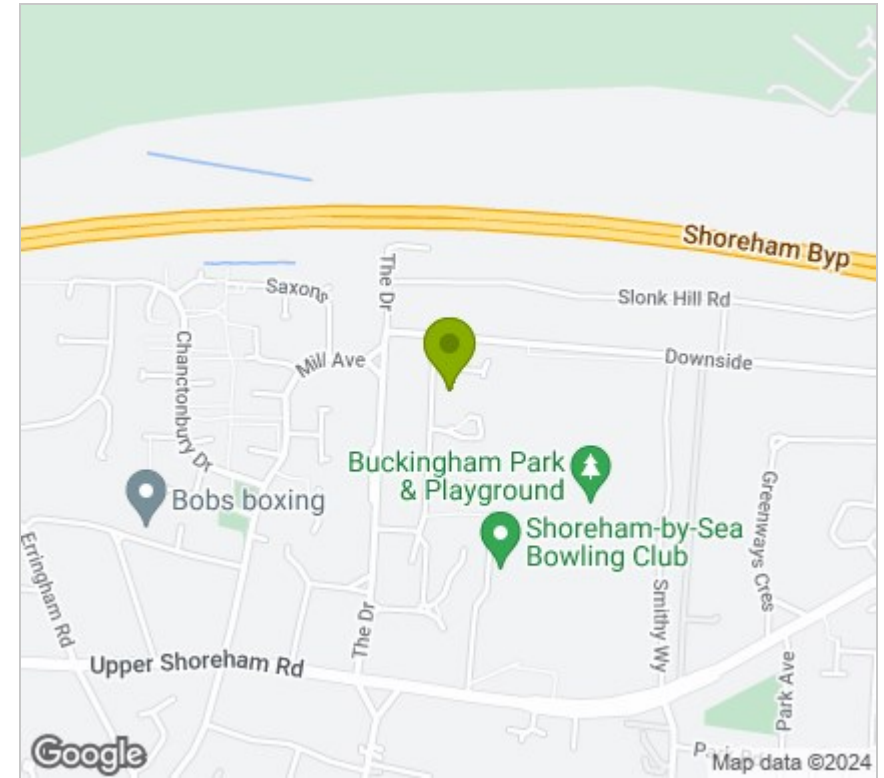 Shoreham Byp
The Dr
Saxons
Slonk Hill Rd
Mill Ave
Downside
Chanctonbury Dr
Buckingham Park
& Playground
Bobs boxing
Greenways Cres
Shoreham-by-Sea
Bowling Club
Erringham Rd
Smithy Wy
The Dr
Upper Shoreham Rd
Park Ave
Google
Map data ©2024